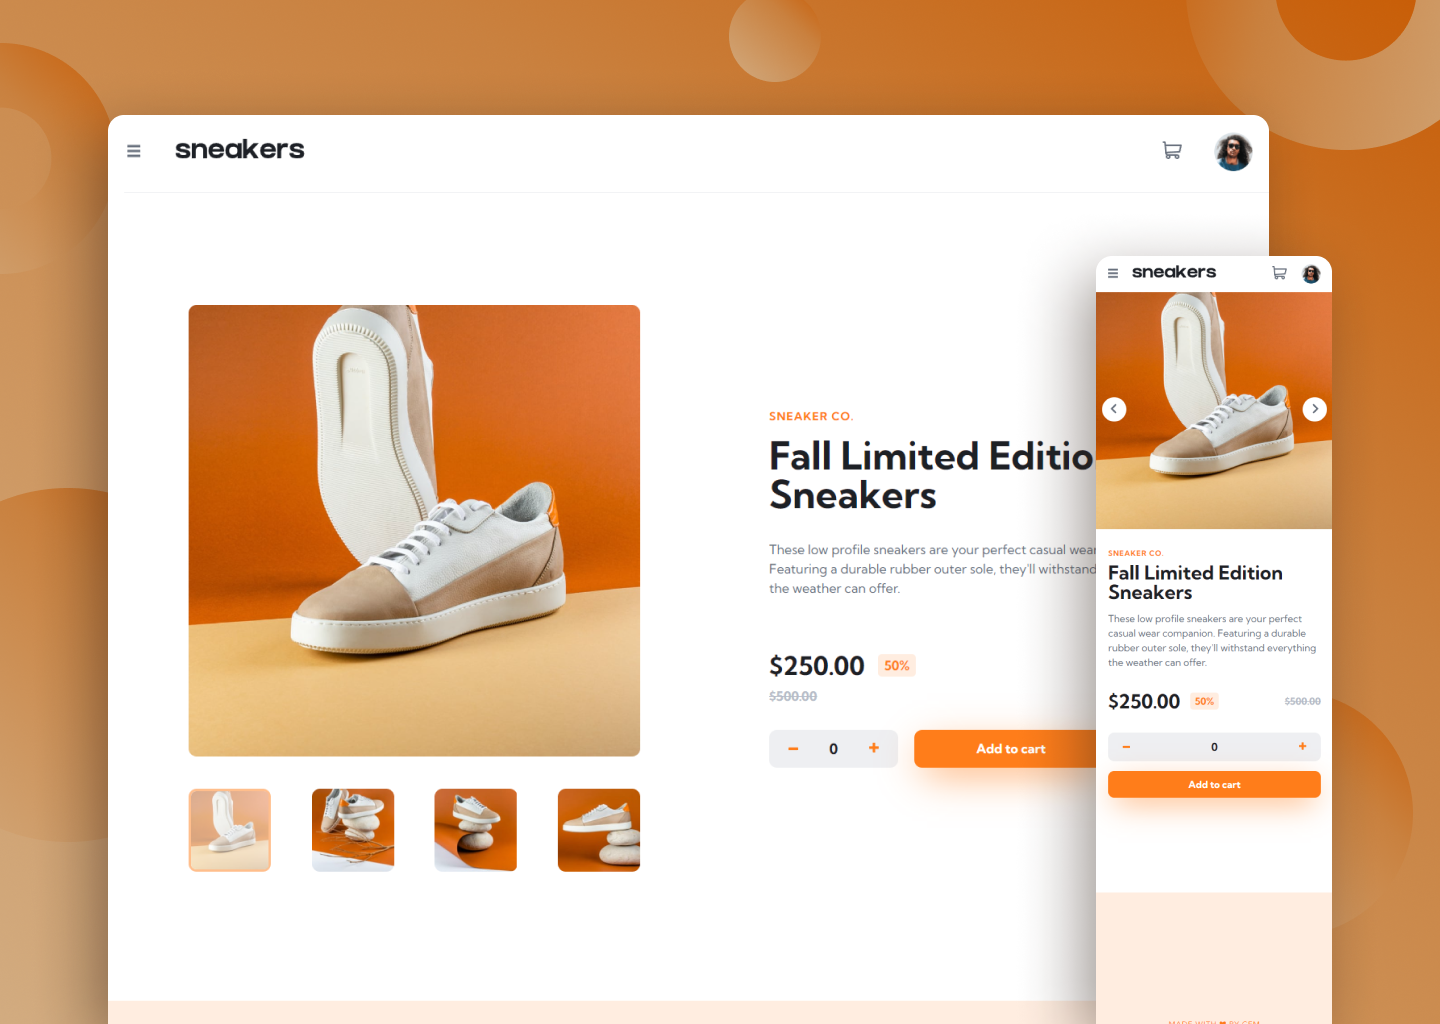 sneakers
SNEAKER CO.
Fall Limited Editio
Sneakers
These low profile sneakers are your perfect casual wear
Featuring a durable rubber outer sole, they'll withstand
the weather can offer.
$250.00 50%
$500.00
− 0 + Add to cart
sneakers
SNEAKER CO.
Fall Limited Edition
Sneakers
These low profile sneakers are your perfect
casual wear companion. Featuring a durable
rubber outer sole, they'll withstand everything
the weather can offer.
$250.00 50% $500.00
− 0 +
Add to cart